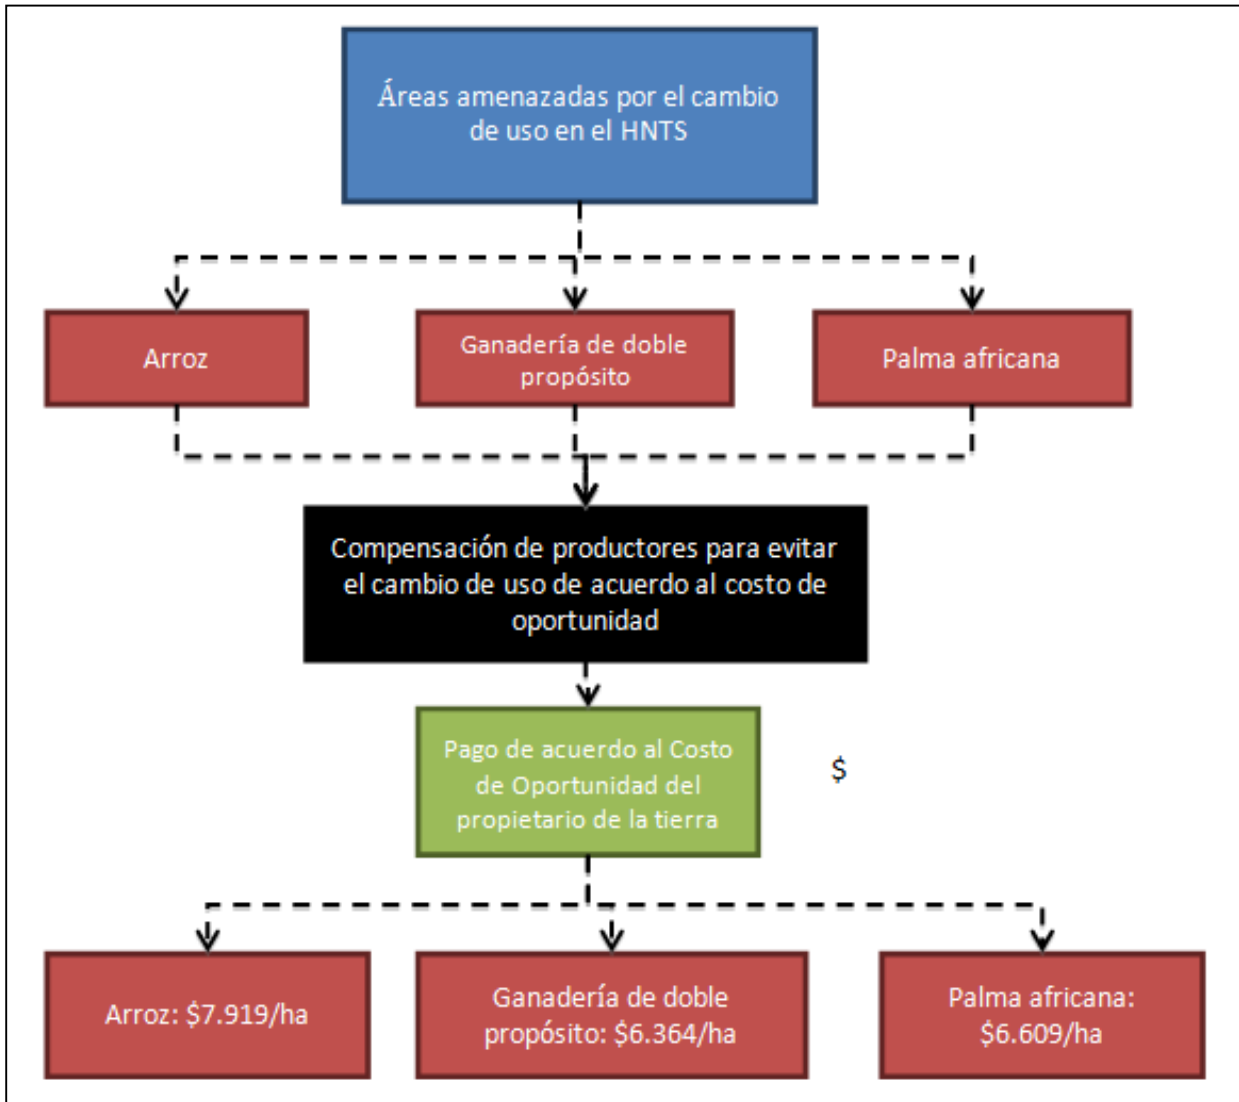 Áreas amenazadas por el cambio
de uso en el HNTS
Arroz
Ganadería de doble
propósito
Palma africana
Compensación de productores para evitar
el cambio de uso de acuerdo al costo de
oportunidad
Pago de acuerdo al Costo
de Oportunidad del
propietario de la tierra
$
Arroz: $7.919/ha
Ganadería de doble
propósito: $6.364/ha
Palma africana:
$6.609/ha